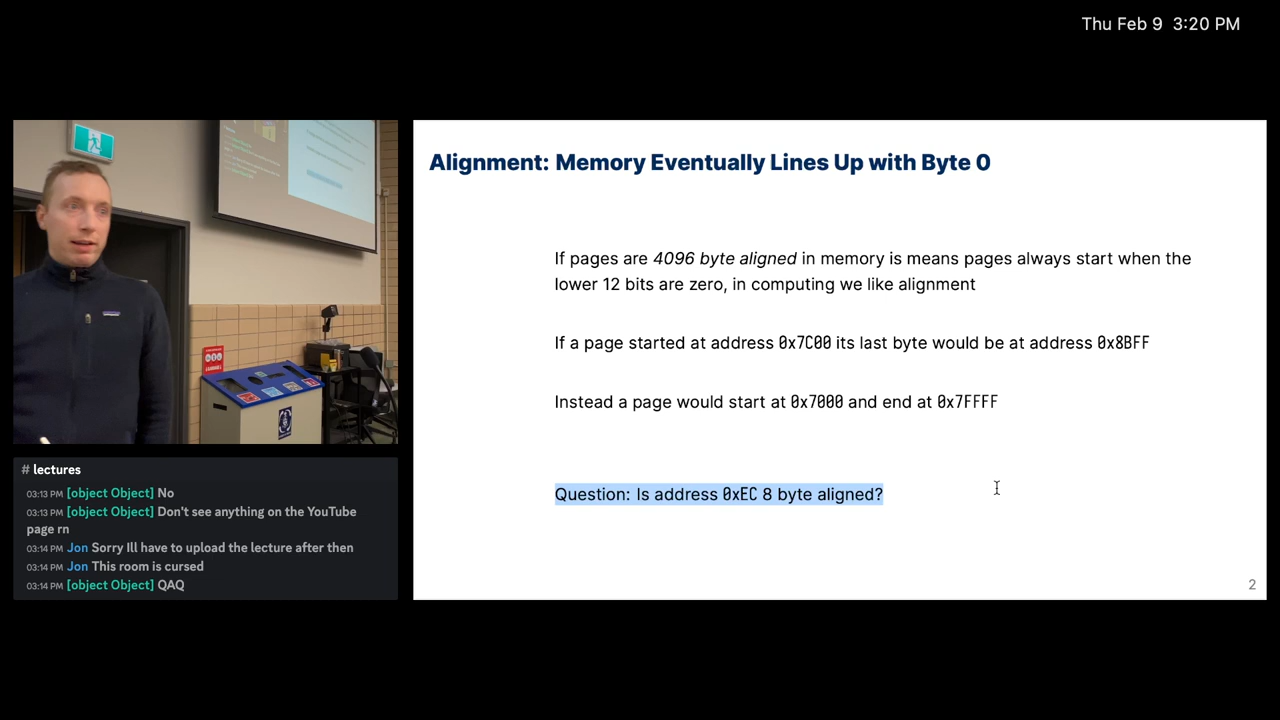 Thu Feb 9 3:20 PM
Alignment: Memory Eventually Lines Up with Byte 0
If pages are 4096 byte aligned in memory is means pages always start when the
lower 12 bits are zero, in computing we like alignment
If a page started at address 0x7C00 its last byte would be at address 0x8BFF
Instead a page would start at 0x7000 and end at 0x7FFFF
Question: Is address 0xEC 8 byte aligned?
2
# lectures
03:13 PM [object Object] No
03:13 PM [object Object] Don't see anything on the YouTube
page rn
03:14 PM Jon Sorry Ill have to upload the lecture after then
03:14 PM Jon This room is cursed
03:14 PM [object Object] QAQ